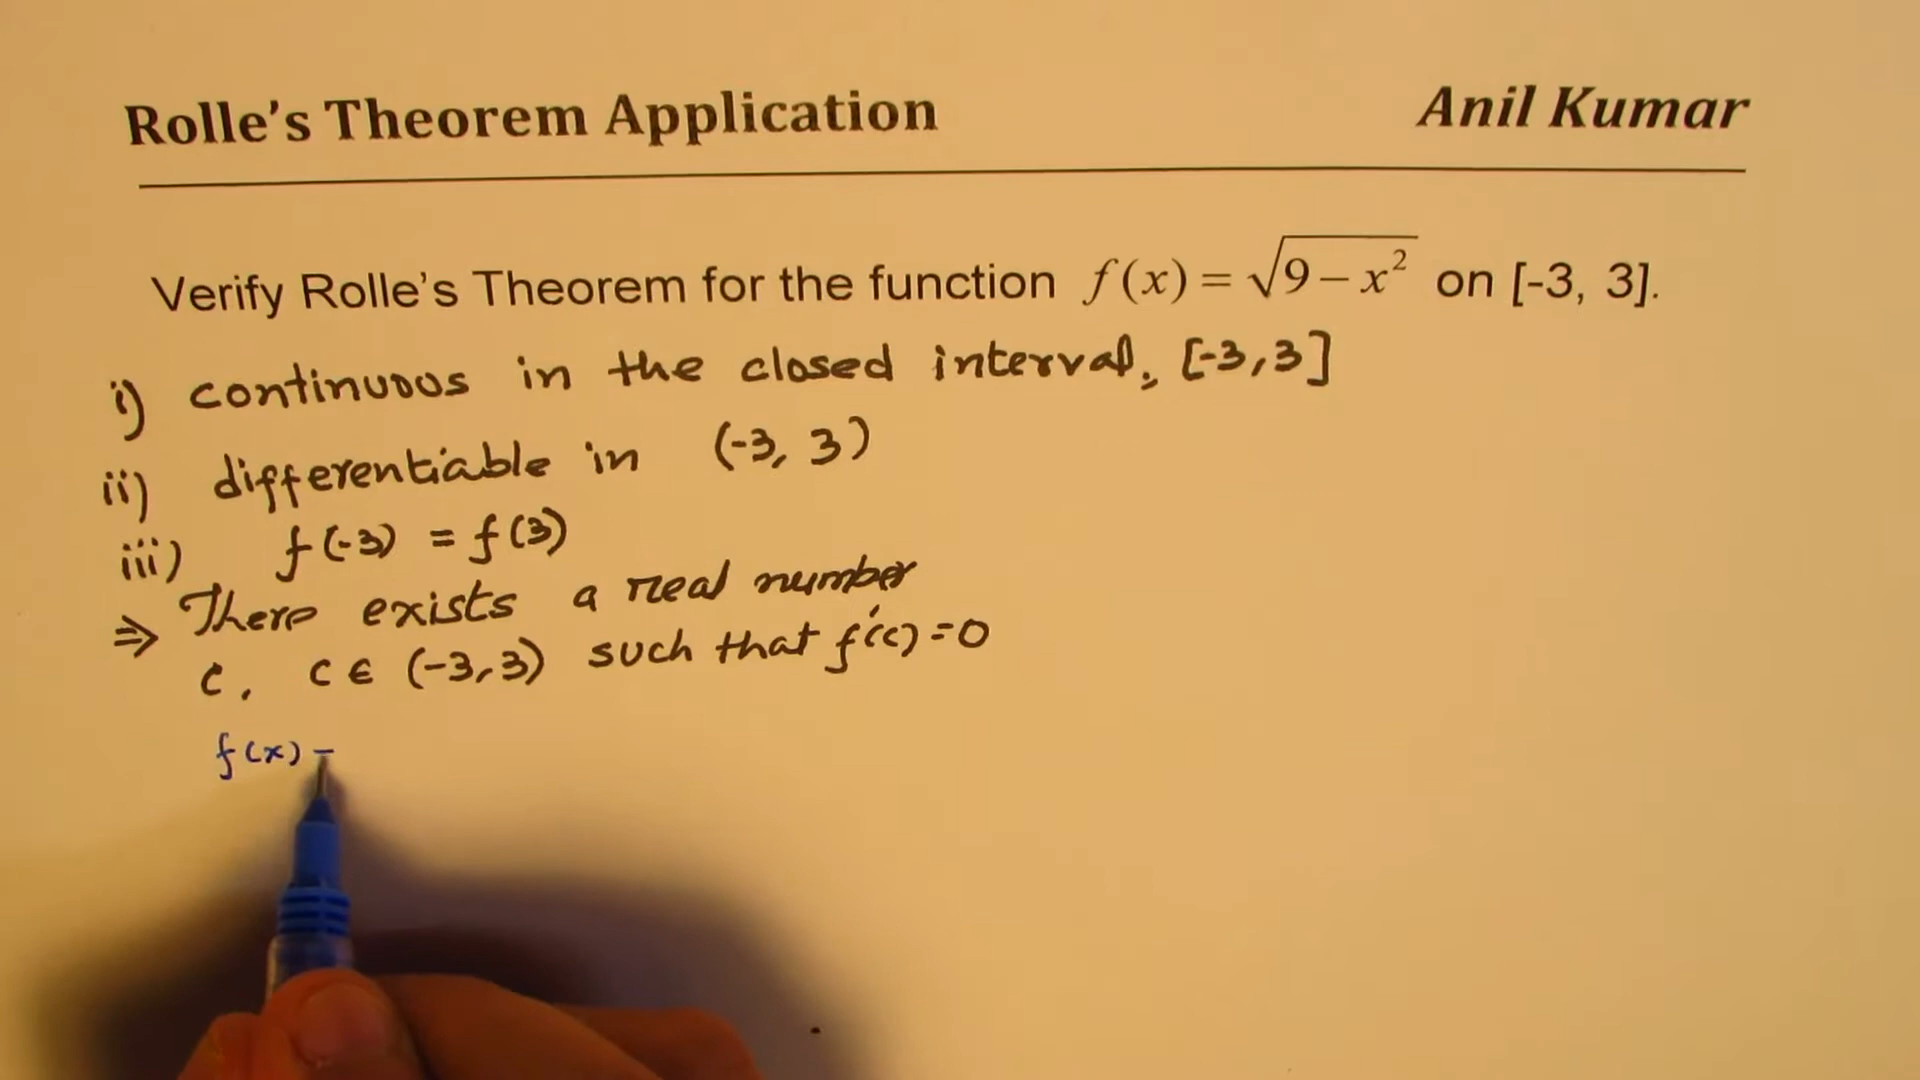 Rolle's Theorem Application Anil Kumar
Verify Rolle's Theorem for the function f(x) = √(9 – x²) on [-3, 3].
i) continuous in the closed interval, [-3, 3]
ii) differentiable in (-3, 3)
iii) f(-3) = f(3)
⇒ There exists a real number
c, c ∈ (-3, 3) such that f'(c) = 0
f(x) =